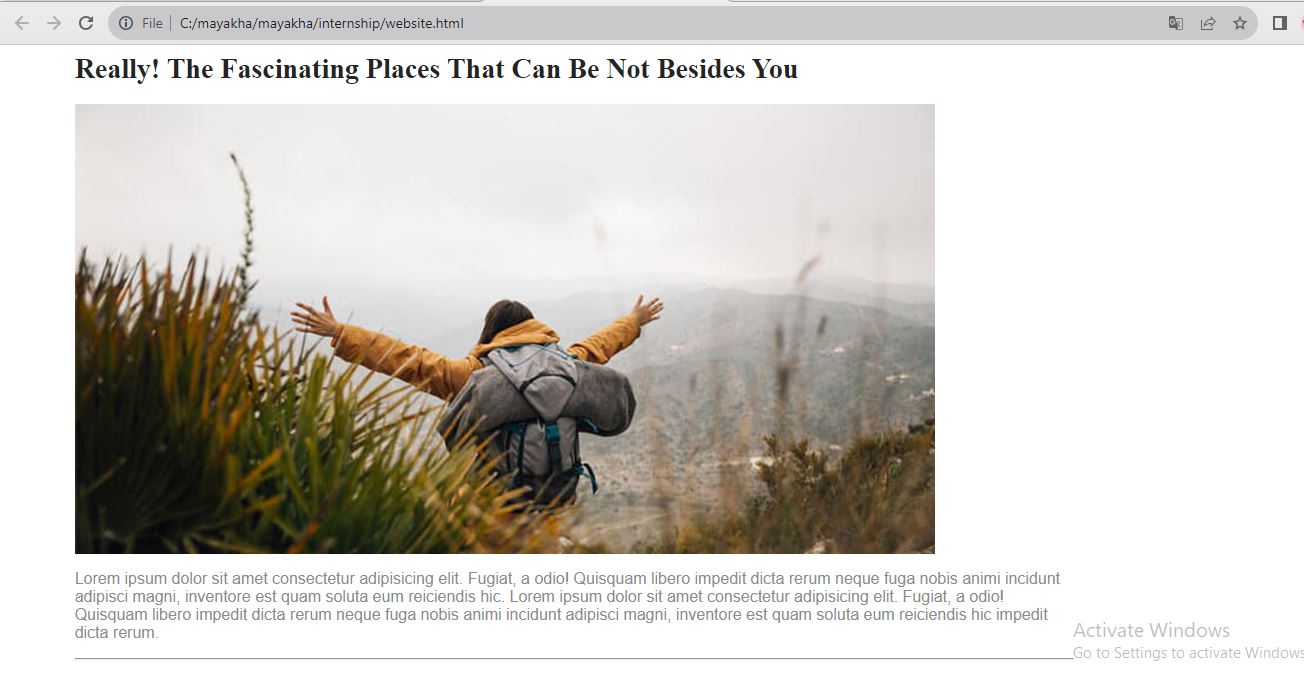 File
C:/mayakha/mayakha/internship/website.html
Really! The Fascinating Places That Can Be Not Besides You
Lorem ipsum dolor sit amet consectetur adipisicing elit. Fugiat, a odio! Quisquam libero impedit dicta rerum neque fuga nobis animi incidunt
adipisci magni, inventore est quam soluta eum reiciendis hic. Lorem ipsum dolor sit amet consectetur adipisicing elit. Fugiat, a odio!
Quisquam libero impedit dicta rerum neque fuga nobis animi incidunt adipisci magni, inventore est quam soluta eum reiciendis hic impedit
dicta rerum.
Activate Windows
Go to Settings to activate Windows